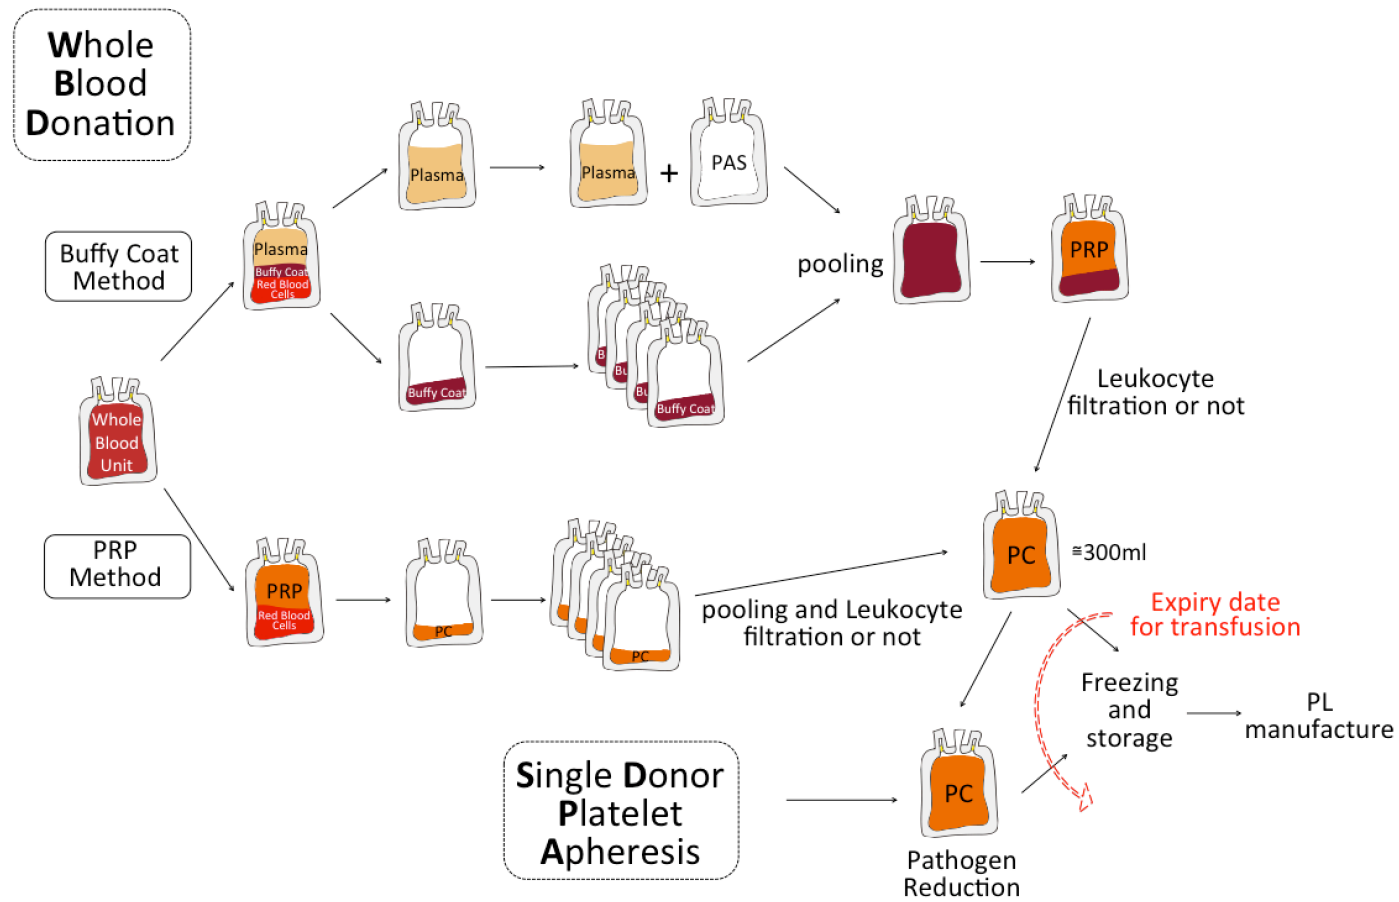 Whole
Blood
Donation
Plasma
Plasma
+
PAS
Buffy Coat
Method
Plasma
Buffy Coat
Red Blood
Cells
pooling
PRP
B
Bu
Bu
Buffy Coat
Buffy Coat
Whole
Blood
Unit
Leukocyte
filtration or not
PRP
Method
PRP
Red Blood
Cells
PC
PC
pooling and Leukocyte
filtration or not
PC
≅300ml
Expiry date
for transfusion
Freezing
and
storage
PL
manufacture
Single Donor
Platelet
Apheresis
PC
Pathogen
Reduction